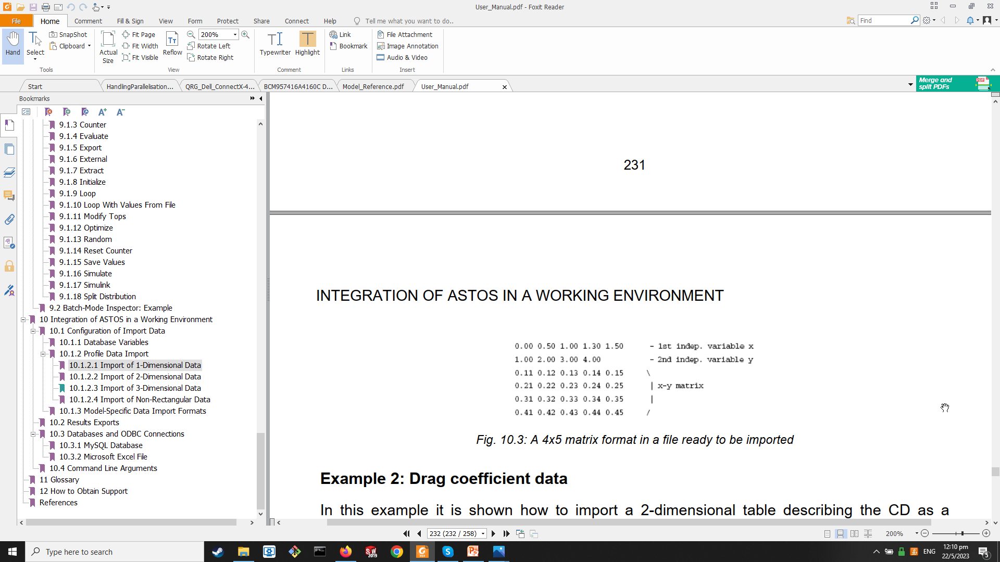 User_Manual.pdf - Foxit Reader
File Home Comment Fill & Sign View Form Protect Share Connect Help Tell me what you want to do.. Find
Hand
Select
SnapShot
Clipboard
Tools
Actual Size
Fit Page
Fit Width
Fit Visible
Reflow
200%
Rotate Left
Rotate Right
View
Typewriter
Highlight
Comment
Link
Bookmark
Links
File Attachment
Image Annotation
Audio & Video
Insert
Start HandlingParallelisation... QRG_Dell_ConnectX-4... BCM957416A4160C D... Model_Reference.pdf User_Manual.pdf
Merge and
split PDFs
PDF
Bookmarks
9.1.3 Counter
9.1.4 Evaluate
9.1.5 Export
9.1.6 External
9.1.7 Extract
9.1.8 Initialize
9.1.9 Loop
9.1.10 Loop With Values From File
9.1.11 Modify Tops
9.1.12 Optimize
9.1.13 Random
9.1.14 Reset Counter
9.1.15 Save Values
9.1.16 Simulate
9.1.17 Simulink
9.1.18 Split Distribution
9.2 Batch-Mode Inspector: Example
10 Integration of ASTOS in a Working Environment
10.1 Configuration of Import Data
10.1.1 Database Variables
10.1.2 Profile Data Import
10.1.2.1 Import of 1-Dimensional Data
10.1.2.2 Import of 2-Dimensional Data
10.1.2.3 Import of 3-Dimensional Data
10.1.2.4 Import of Non-Rectangular Data
10.1.3 Model-Specific Data Import Formats
10.2 Results Exports
10.3 Databases and ODBC Connections
10.3.1 MySQL Database
10.3.2 Microsoft Excel File
10.4 Command Line Arguments
11 Glossary
12 How to Obtain Support
References
231
INTEGRATION OF ASTOS IN A WORKING ENVIRONMENT
0.00 0.50 1.00 1.30 1.50 - 1st indep. variable x
1.00 2.00 3.00 4.00 - 2nd indep. variable y
0.11 0.12 0.13 0.14 0.15 \
0.21 0.22 0.23 0.24 0.25 | x-y matrix
0.31 0.32 0.33 0.34 0.35 |
0.41 0.42 0.43 0.44 0.45 /
Fig. 10.3: A 4x5 matrix format in a file ready to be imported
Example 2: Drag coefficient data
In this example it is shown how to import a 2-dimensional table describing the CD as a
232 (232 / 258)
200%
Type here to search
ENG
12:10 pm
22/5/2023
5